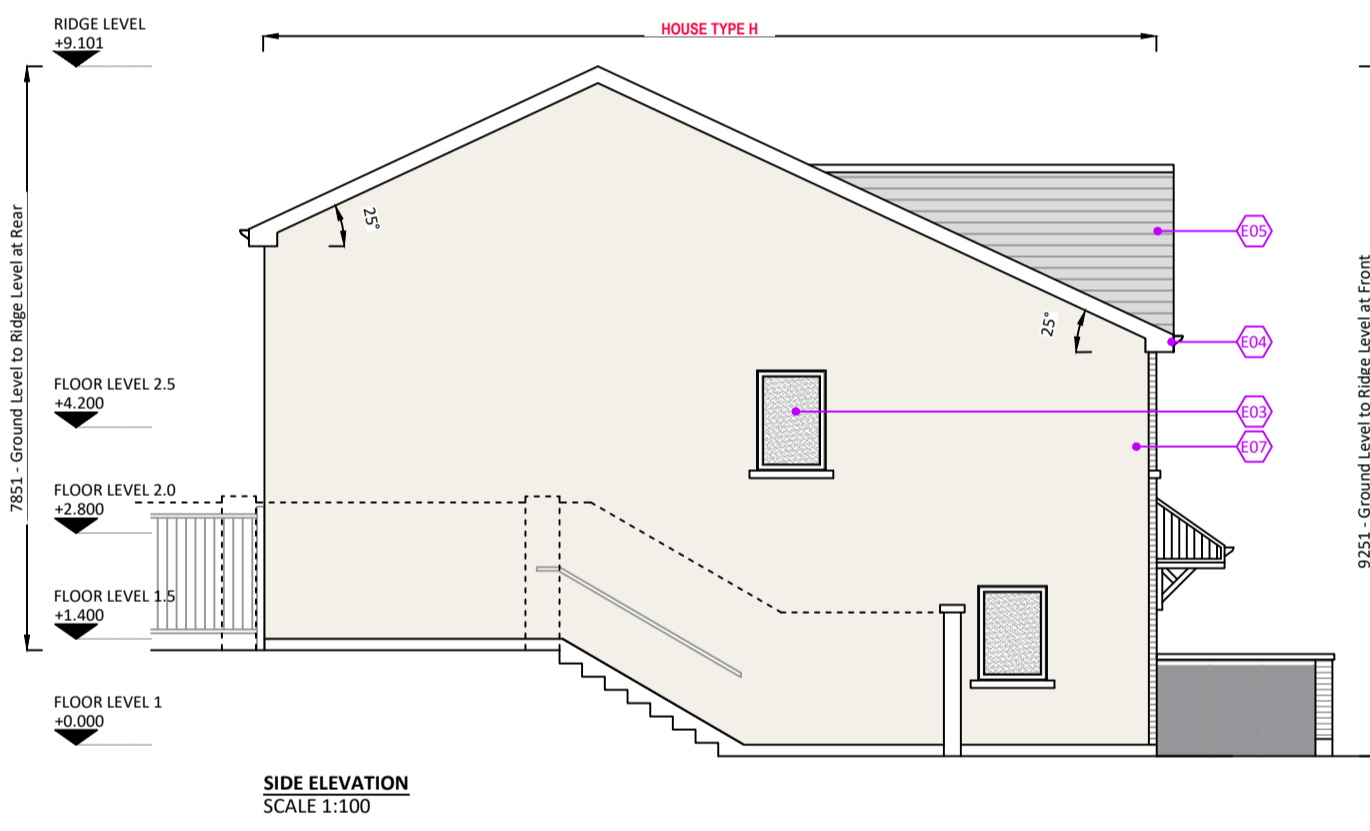 RIDGE LEVEL
+9.101
HOUSE TYPE H
7851 - Ground Level to Ridge Level at Rear
25°
25°
E05
E04
E03
E07
FLOOR LEVEL 2.5
+4.200
FLOOR LEVEL 2.0
+2.800
FLOOR LEVEL 1.5
+1.400
FLOOR LEVEL 1
+0.000
9251 - Ground Level to Ridge Level at Front
SIDE ELEVATION
SCALE 1:100